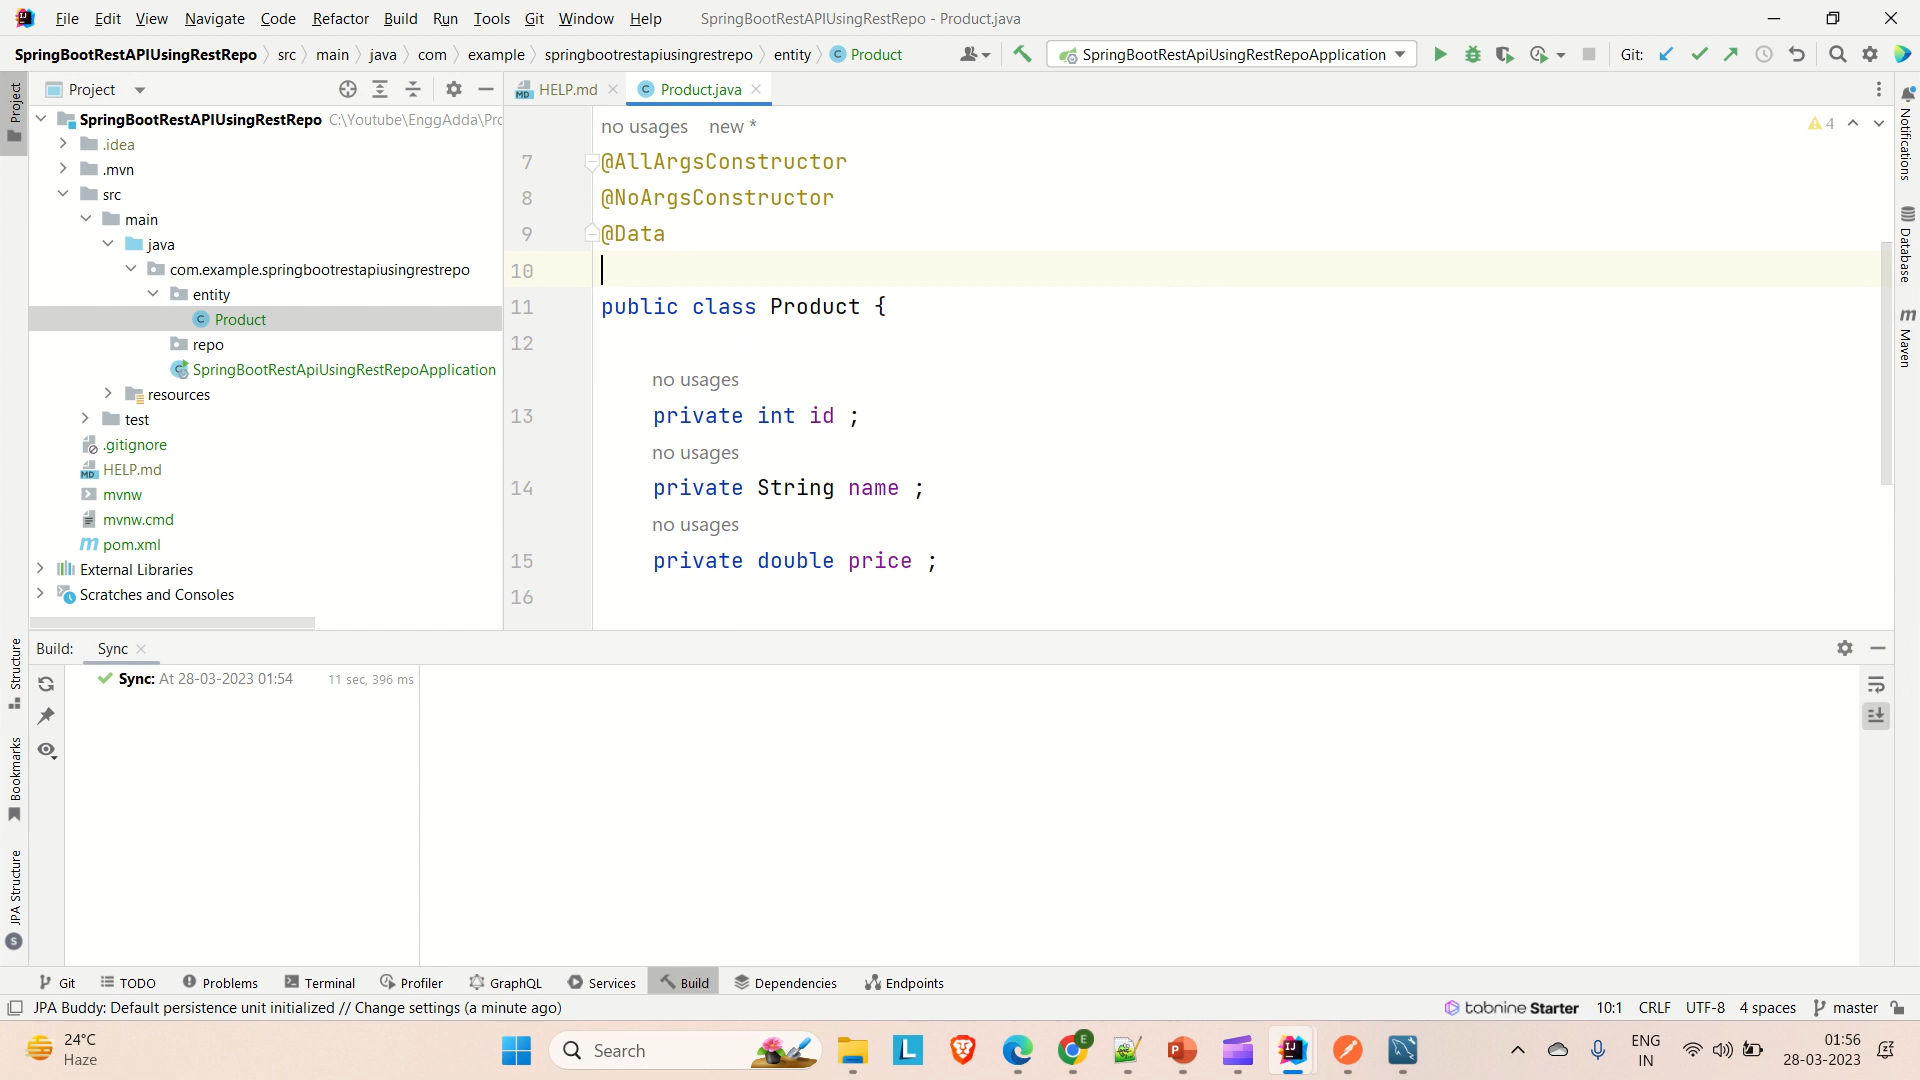 File Edit View Navigate Code Refactor Build Run Tools Git Window Help SpringBootRestAPIUsingRestRepo - Product.java
SpringBootRestAPIUsingRestRepo src main java com example springbootrestapiusingrestrepo entity Product SpringBootRestApiUsingRestRepoApplication Git:
Project HELP.md Product.java
SpringBootRestAPIUsingRestRepo C:\Youtube\EnggAdda\Prc
.idea
.mvn
src
main
java
com.example.springbootrestapiusingrestrepo
entity
Product
repo
SpringBootRestApiUsingRestRepoApplication
resources
test
.gitignore
HELP.md
mvnw
mvnw.cmd
pom.xml
External Libraries
Scratches and Consoles
no usages new *
4
7 @AllArgsConstructor
8 @NoArgsConstructor
9 @Data
10
11 public class Product {
12
no usages
13 private int id ;
no usages
14 private String name ;
no usages
15 private double price ;
16
Project
Structure
Bookmarks
JPA Structure
Notifications
Database
Maven
Build: Sync
Sync: At 28-03-2023 01:54 11 sec, 396 ms
Git TODO Problems Terminal Profiler GraphQL Services Build Dependencies Endpoints
JPA Buddy: Default persistence unit initialized // Change settings (a minute ago) tabnine Starter 10:1 CRLF UTF-8 4 spaces master
24°C
Haze
Search
ENG
IN
01:56
28-03-2023